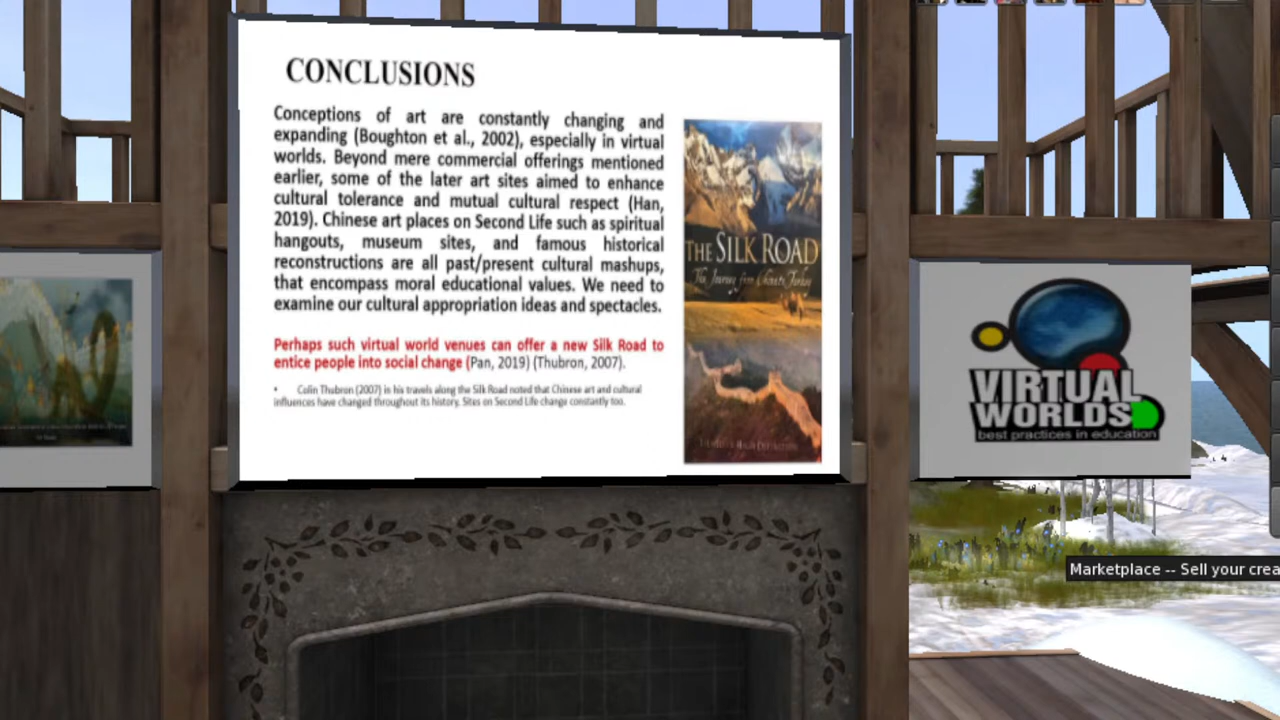 CONCLUSIONS
Conceptions of art are constantly changing and
expanding (Boughton et al., 2002), especially in virtual
worlds. Beyond mere commercial offerings mentioned
earlier, some of the later art sites aimed to enhance
cultural tolerance and mutual cultural respect (Han,
2019). Chinese art places on Second Life such as spiritual
hangouts, museum sites, and famous historical
reconstructions are all past/present cultural mashups,
that encompass moral educational values. We need to
examine our cultural appropriation ideas and spectacles.
Perhaps such virtual world venues can offer a new Silk Road to
entice people into social change (Pan, 2019) (Thubron, 2007).
• Colin Thubron (2007) in his travels along the Silk Road noted that Chinese art and cultural
influences have changed throughout its history. Sites on Second Life change constantly too.
THE SILK ROAD
The Journey from China to Turkey
VIRTUAL
WORLDS
best practices in education
Marketplace -- Sell your crea